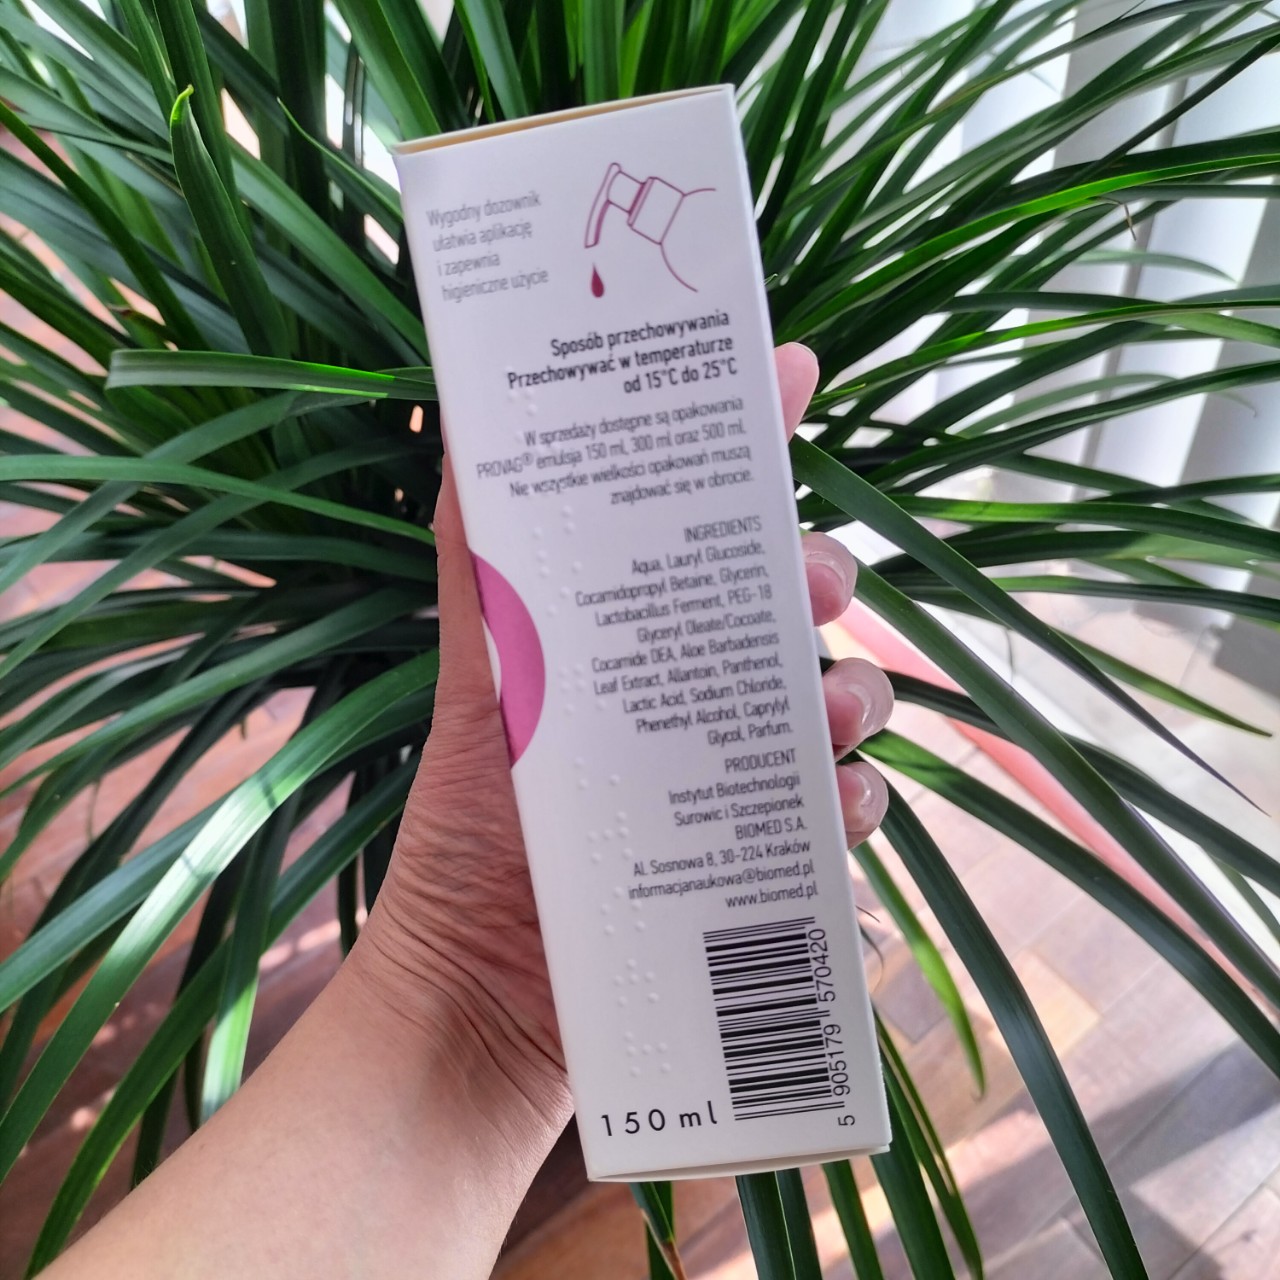 Wygodny dozownik
ułatwia aplikację
i zapewnia
higieniczne użycie
Sposób przechowywania
Przechowywać w temperaturze
od 15°C do 25°C
W sprzedaży dostępne są opakowania
PROVAG® emulsja 150 ml, 300 ml oraz 500 ml.
Nie wszystkie wielkości opakowań muszą
znajdować się w obrocie.
INGREDIENTS
Aqua, Lauryl Glucoside,
Cocamidopropyl Betaine, Glycerin,
Lactobacillus Ferment, PEG-18
Glyceryl Oleate/Cocoate,
Cocamide DEA, Aloe Barbadensis
Leaf Extract, Allantoin, Panthenol,
Lactic Acid, Sodium Chloride,
Phenethyl Alcohol, Caprylyl
Glycol, Parfum.
PRODUCENT
Instytut Biotechnologii
Surowic i Szczepionek
BIOMED S.A.
Al. Sosnowa 8, 30-224 Kraków
informacjanaukowa@biomed.pl
www.biomed.pl
5 905179 570420
150 ml